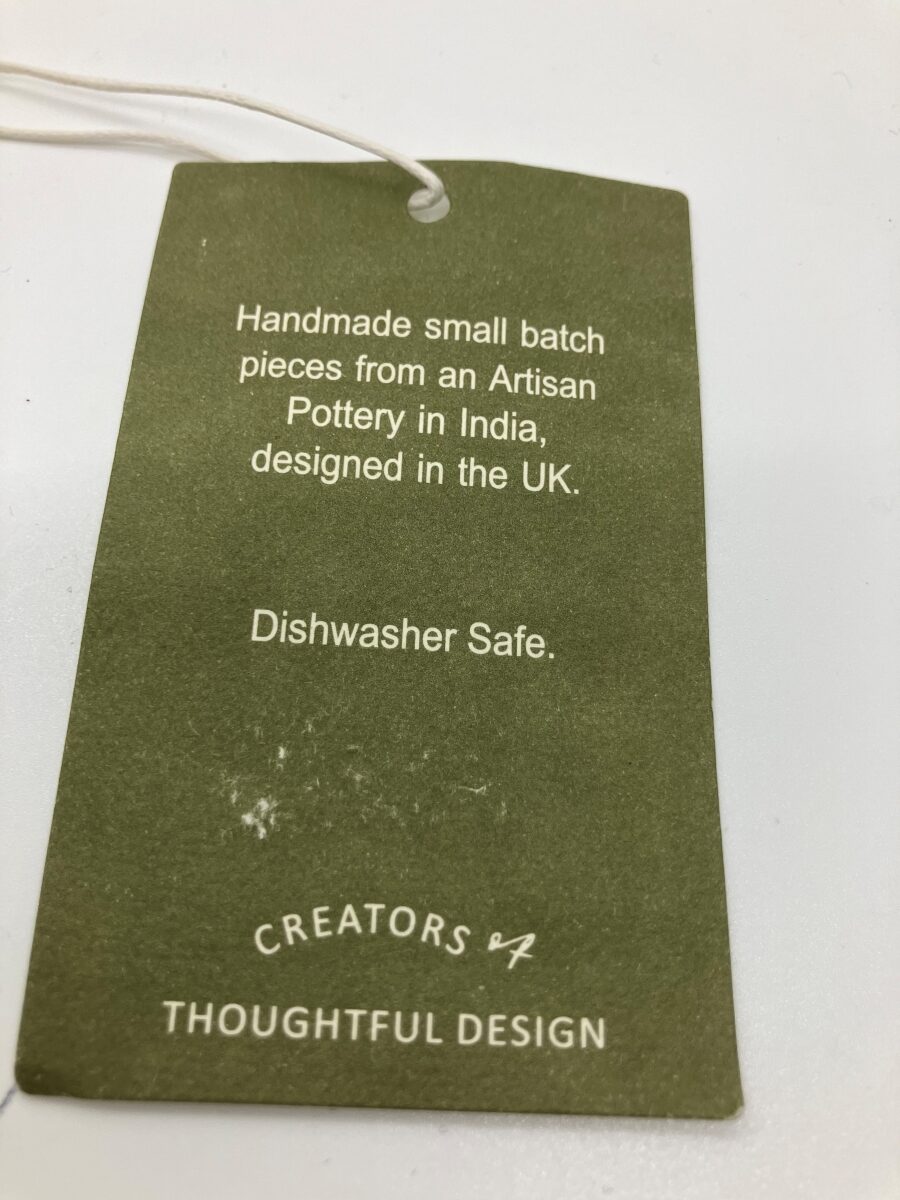 Handmade small batch
pieces from an Artisan
Pottery in India,
designed in the UK.
Dishwasher Safe.
CREATORS of
THOUGHTFUL DESIGN